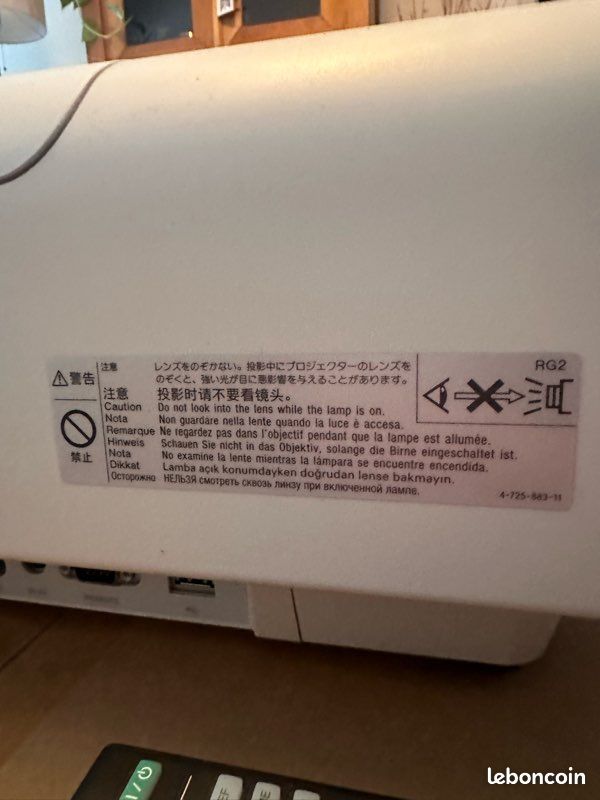 警告
禁止
注意
レンズをのぞかない。投影中にプロジェクターのレンズを
のぞくと、強い光が目に悪影響を与えることがあります。
注意 投影时请不要看镜头。
Caution Do not look into the lens while the lamp is on.
Nota Non guardare nella lente quando la luce è accesa.
Remarque Ne regardez pas dans l'objectif pendant que la lampe est allumée.
Hinweis Schauen Sie nicht in das Objektiv, solange die Birne eingeschaltet ist.
Nota No examine la lente mientras la lámpara se encuentre encendida.
Dikkat Lamba açık konumdayken doğrudan lense bakmayın.
Осторожно НЕЛЬЗЯ смотреть сквозь линзу при включенной лампе.
RG2
4-725-883-11
leboncoin